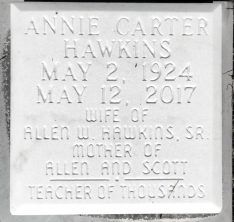 ANNIE CARTER
HAWKINS
MAY 2, 1924
MAY 12, 2017
WIFE OF
ALLEN W. HAWKINS, SR.
MOTHER OF
ALLEN AND SCOTT
TEACHER OF THOUSANDS